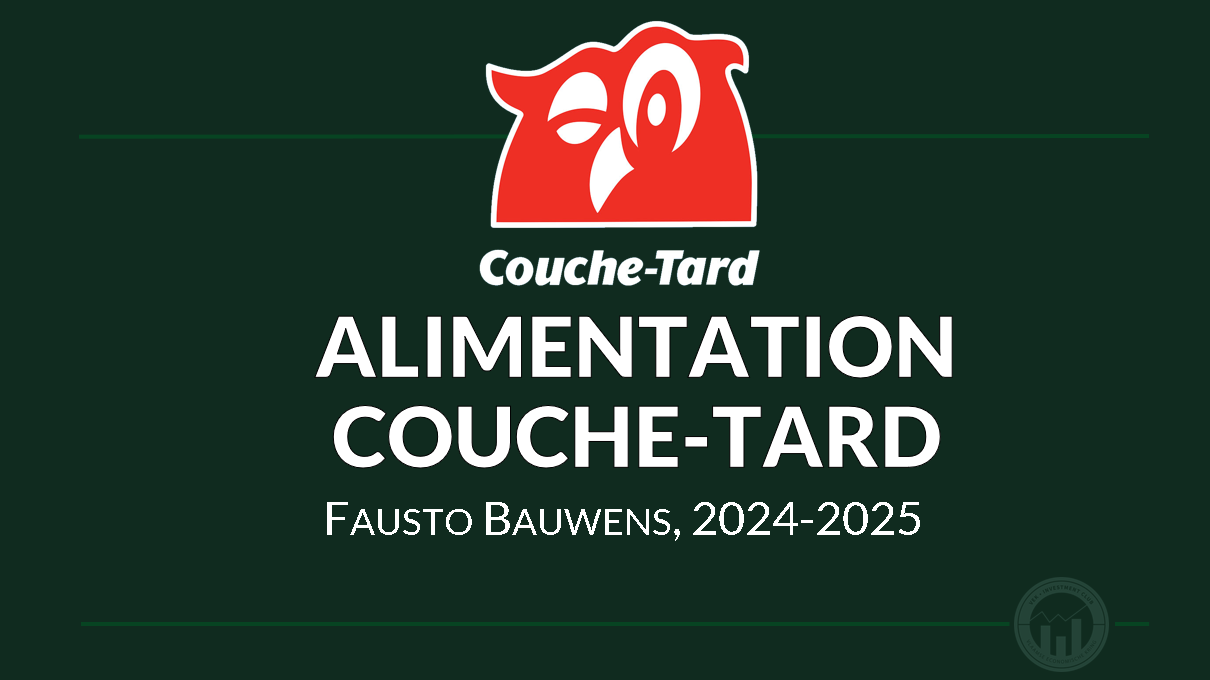 Couche-Tard
ALIMENTATION
COUCHE-TARD
FAUSTO BAUWENS, 2024-2025